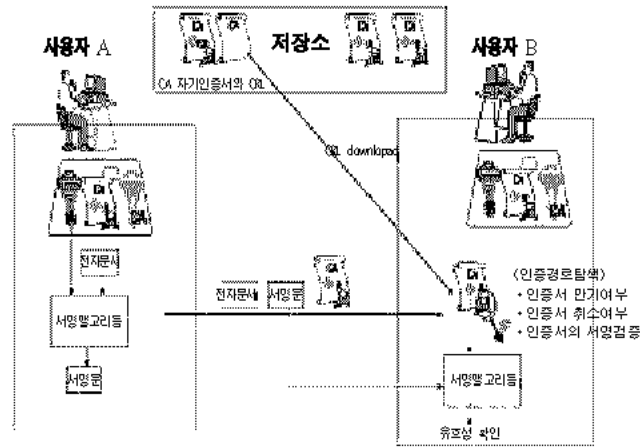 사용자 A
저장소
사용자 B
CA 자기인증서와 CRL
CRL download
CA
전자문서
서명알고리듬
서명문
전자문서
서명문
(인증경로탐색)
• 인증서 만기여부
• 인증서 취소여부
• 인증서의 서명검증
서명알고리듬
유효성 확인